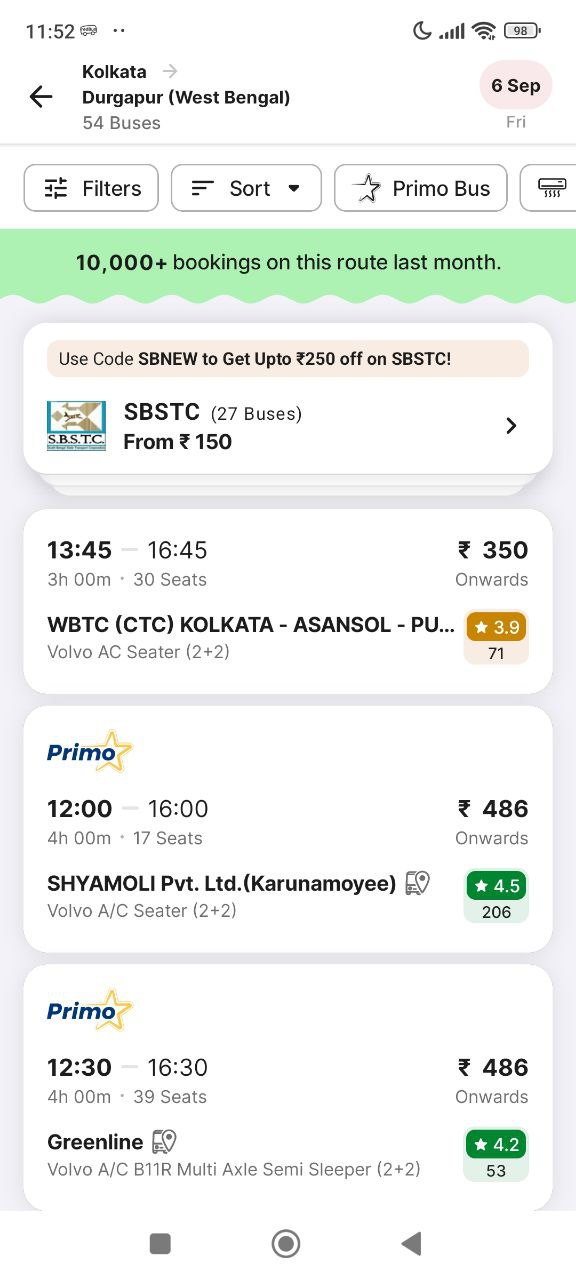 11:52
98
Kolkata
Durgapur (West Bengal)
54 Buses
6 Sep
Fri
Filters
Sort
Primo Bus
10,000+ bookings on this route last month.
Use Code SBNEW to Get Upto ₹250 off on SBSTC!
S.B.S.T.C.
SBSTC (27 Buses)
From ₹ 150
13:45 — 16:45
₹ 350
3h 00m · 30 Seats
Onwards
WBTC (CTC) KOLKATA - ASANSOL - PU...
3.9
Volvo AC Seater (2+2)
71
Primo
12:00 — 16:00
₹ 486
4h 00m · 17 Seats
Onwards
SHYAMOLI Pvt. Ltd.(Karunamoyee)
4.5
Volvo A/C Seater (2+2)
206
Primo
12:30 — 16:30
₹ 486
4h 00m · 39 Seats
Onwards
Greenline
4.2
Volvo A/C B11R Multi Axle Semi Sleeper (2+2)
53